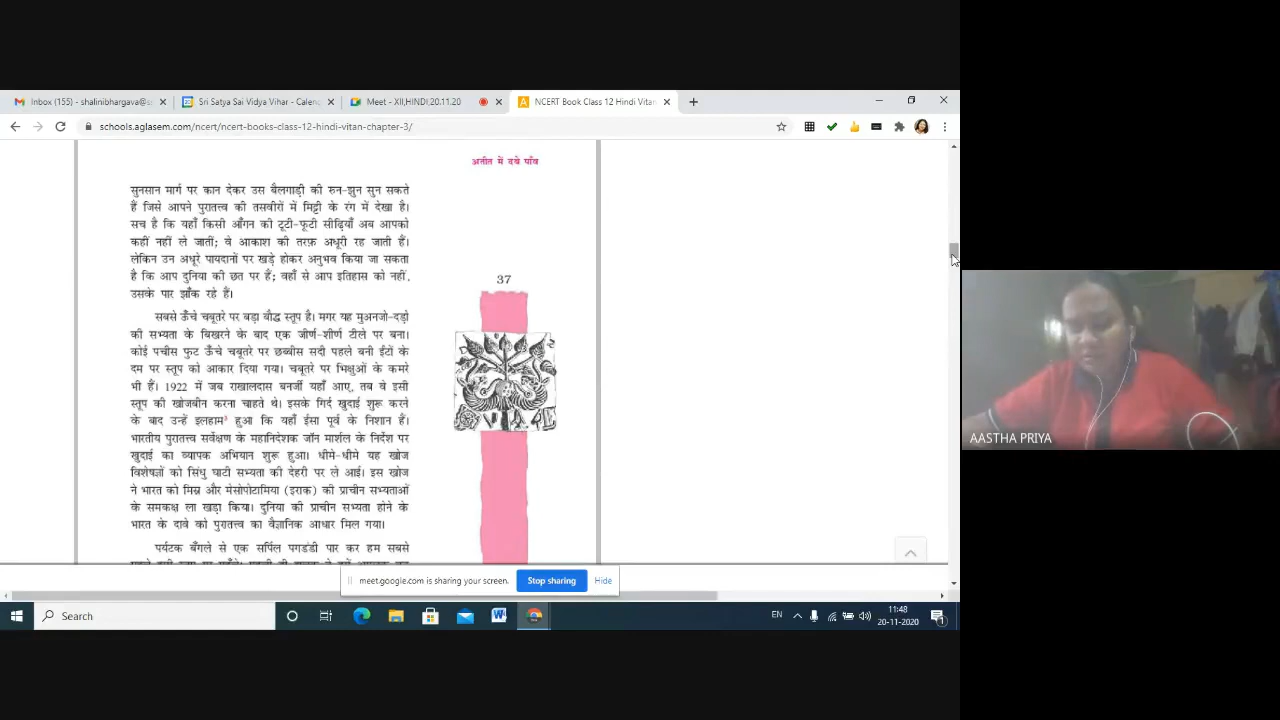 Inbox (155) - shalinibhargava@s
Sri Satya Sai Vidya Vihar - Calen
Meet - XII,HINDI,20.11.20
NCERT Book Class 12 Hindi Vitan
schools.aglasem.com/ncert/ncert-books-class-12-hindi-vitan-chapter-3/
अतीत में दबे पाँव
सुनसान मार्ग पर कान देकर उस बैलगाड़ी की रुन-झुन सुन सकते
हैं जिसे आपने पुरातत्त्व की तसवीरों में मिट्टी के रंग में देखा है।
सच है कि यहाँ किसी आँगन की टूटी-फूटी सीढ़ियाँ अब आपको
कहीं नहीं ले जातीं; वे आकाश की तरफ़ अधूरी रह जाती हैं।
लेकिन उन अधूरे पायदानों पर खड़े होकर अनुभव किया जा सकता
है कि आप दुनिया की छत पर हैं; वहाँ से आप इतिहास को नहीं,
उसके पार झाँक रहे हैं।
37
सबसे ऊँचे चबूतरे पर बड़ा बौद्ध स्तूप है। मगर यह मुअनजो-दड़ो
की सभ्यता के बिखरने के बाद एक जीर्ण-शीर्ण टीले पर बना।
कोई पचीस फुट ऊँचे चबूतरे पर छब्बीस सदी पहले बनी ईंटों के
दम पर स्तूप को आकार दिया गया। चबूतरे पर भिक्षुओं के कमरे
भी हैं। 1922 में जब राखालदास बनर्जी यहाँ आए, तब वे इसी
स्तूप की खोजबीन करना चाहते थे। इसके गिर्द खुदाई शुरू करने
के बाद उन्हें इलहाम³ हुआ कि यहाँ ईसा पूर्व के निशान हैं।
भारतीय पुरातत्त्व सर्वेक्षण के महानिदेशक जॉन मार्शल के निर्देश पर
खुदाई का व्यापक अभियान शुरू हुआ। धीमे-धीमे यह खोज
विशेषज्ञों को सिंधु घाटी सभ्यता की देहरी पर ले आई। इस खोज
ने भारत को मिस्र और मेसोपोटामिया (इराक) की प्राचीन सभ्यताओं
के समकक्ष ला खड़ा किया। दुनिया की प्राचीन सभ्यता होने के
भारत के दावे को पुरातत्त्व का वैज्ञानिक आधार मिल गया।
पर्यटक बँगले से एक सर्पिल पगडंडी पार कर हम सबसे
meet.google.com is sharing your screen.
Stop sharing
Hide
AASTHA PRIYA
Search
EN
11:48
20-11-2020